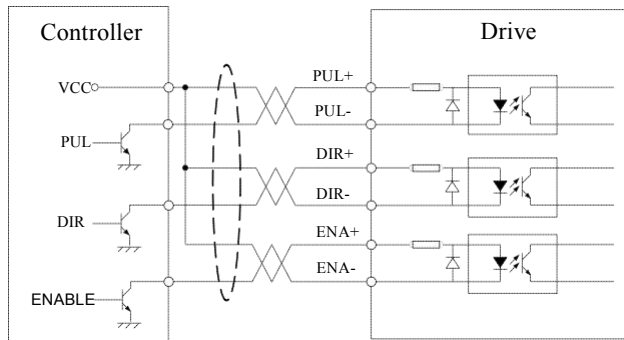 Controller
Drive
VCC
PUL+
PUL-
PUL
DIR+
DIR-
DIR
ENA+
ENA-
ENABLE